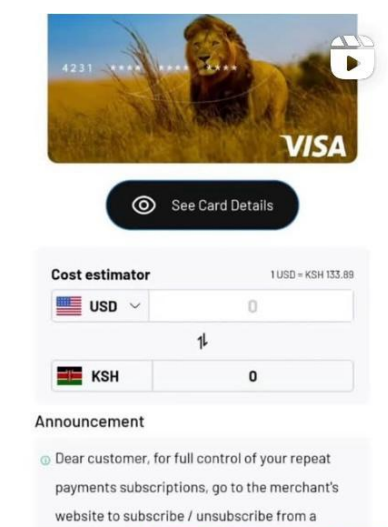 4231 **** **** ****
VISA
See Card Details
Cost estimator
1 USD = KSH 133.89
USD
0
KSH
0
Announcement
Dear customer, for full control of your repeat
payments subscriptions, go to the merchant's
website to subscribe / unsubscribe from a